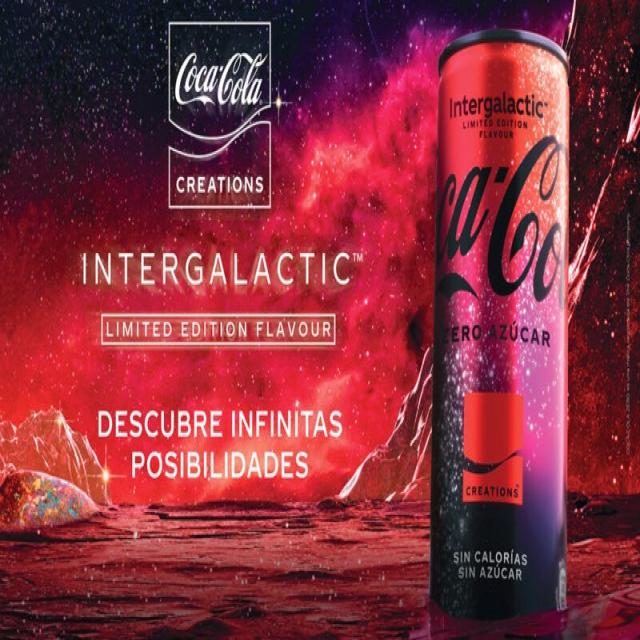 Coca-Cola
CREATIONS
INTERGALACTIC™
LIMITED EDITION FLAVOUR
DESCUBRE INFINITAS
POSIBILIDADES
Intergalactic™
LIMITED EDITION
FLAVOUR
ca-Co
ZERO AZÚCAR
CREATIONS
SIN CALORÍAS
SIN AZÚCAR